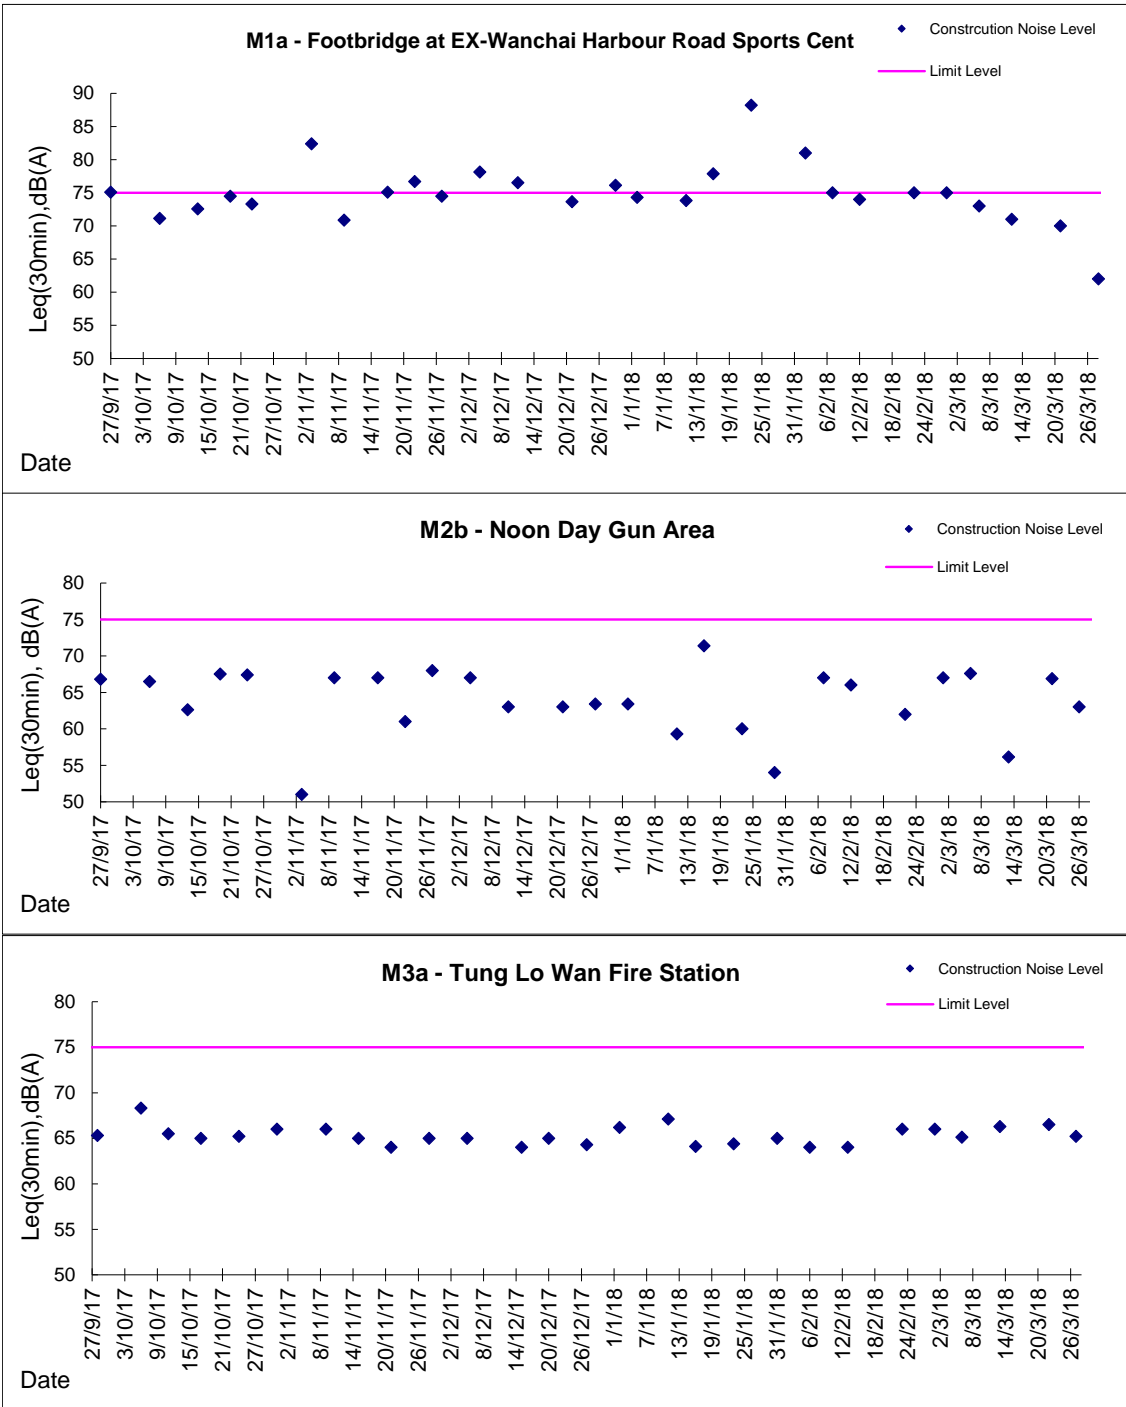 M1a - Footbridge at EX-Wanchai Harbour Road Sports Cent
Constrcution Noise Level
Limit Level
Leq(30min),dB(A)
90
85
80
75
70
65
60
55
50
27/9/17 3/10/17 9/10/17 15/10/17 21/10/17 27/10/17 2/11/17 8/11/17 14/11/17 20/11/17 26/11/17 2/12/17 8/12/17 14/12/17 20/12/17 26/12/17 1/1/18 7/1/18 13/1/18 19/1/18 25/1/18 31/1/18 6/2/18 12/2/18 18/2/18 24/2/18 2/3/18 8/3/18 14/3/18 20/3/18 26/3/18
Date
M2b - Noon Day Gun Area
Construction Noise Level
Limit Level
Leq(30min), dB(A)
80
75
70
65
60
55
50
27/9/17 3/10/17 9/10/17 15/10/17 21/10/17 27/10/17 2/11/17 8/11/17 14/11/17 20/11/17 26/11/17 2/12/17 8/12/17 14/12/17 20/12/17 26/12/17 1/1/18 7/1/18 13/1/18 19/1/18 25/1/18 31/1/18 6/2/18 12/2/18 18/2/18 24/2/18 2/3/18 8/3/18 14/3/18 20/3/18 26/3/18
Date
M3a - Tung Lo Wan Fire Station
Construction Noise Level
Limit Level
Leq(30min),dB(A)
80
75
70
65
60
55
50
27/9/17 3/10/17 9/10/17 15/10/17 21/10/17 27/10/17 2/11/17 8/11/17 14/11/17 20/11/17 26/11/17 2/12/17 8/12/17 14/12/17 20/12/17 26/12/17 1/1/18 7/1/18 13/1/18 19/1/18 25/1/18 31/1/18 6/2/18 12/2/18 18/2/18 24/2/18 2/3/18 8/3/18 14/3/18 20/3/18 26/3/18
Date